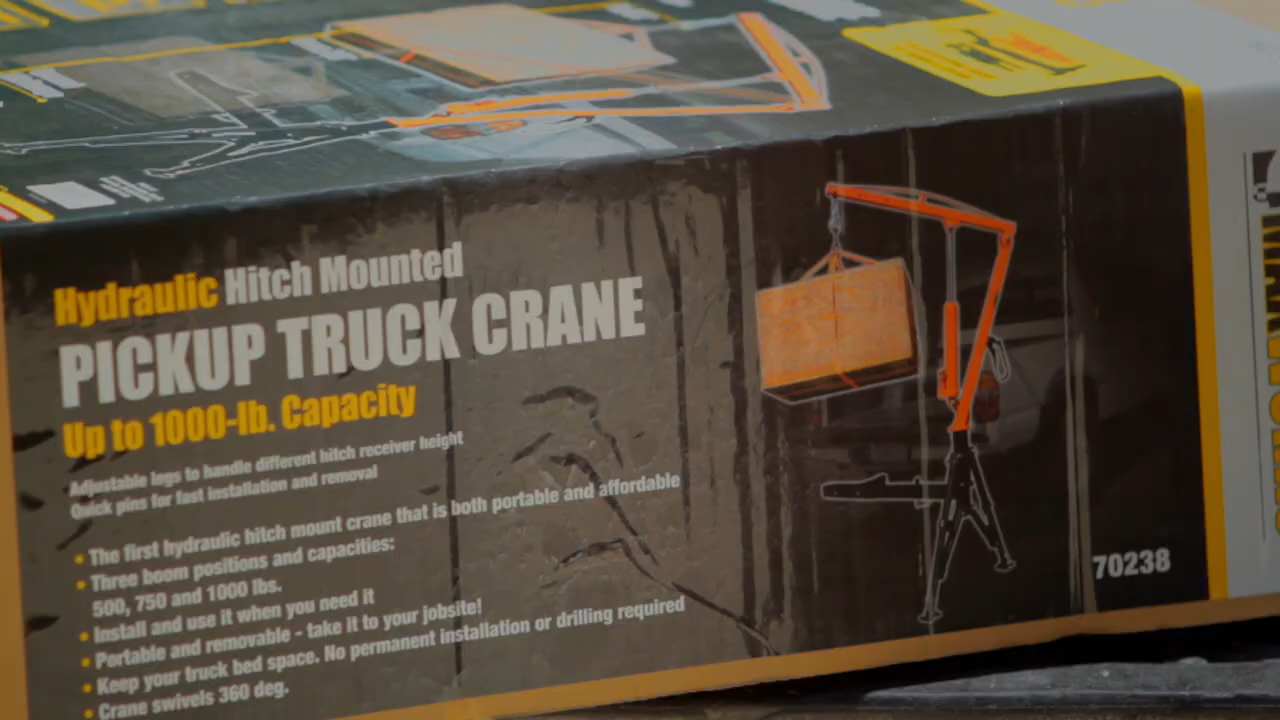 Hydraulic Hitch Mounted
PICKUP TRUCK CRANE
Up to 1000-lb. Capacity
Adjustable legs to handle different hitch receiver height
Quick pins for fast installation and removal
• The first hydraulic hitch mount crane that is both portable and affordable
• Three boom positions and capacities:
500, 750 and 1000 lbs.
• Install and use it when you need it
• Portable and removable - take it to your jobsite!
• Keep your truck bed space. No permanent installation or drilling required
• Crane swivels 360 deg.
70238